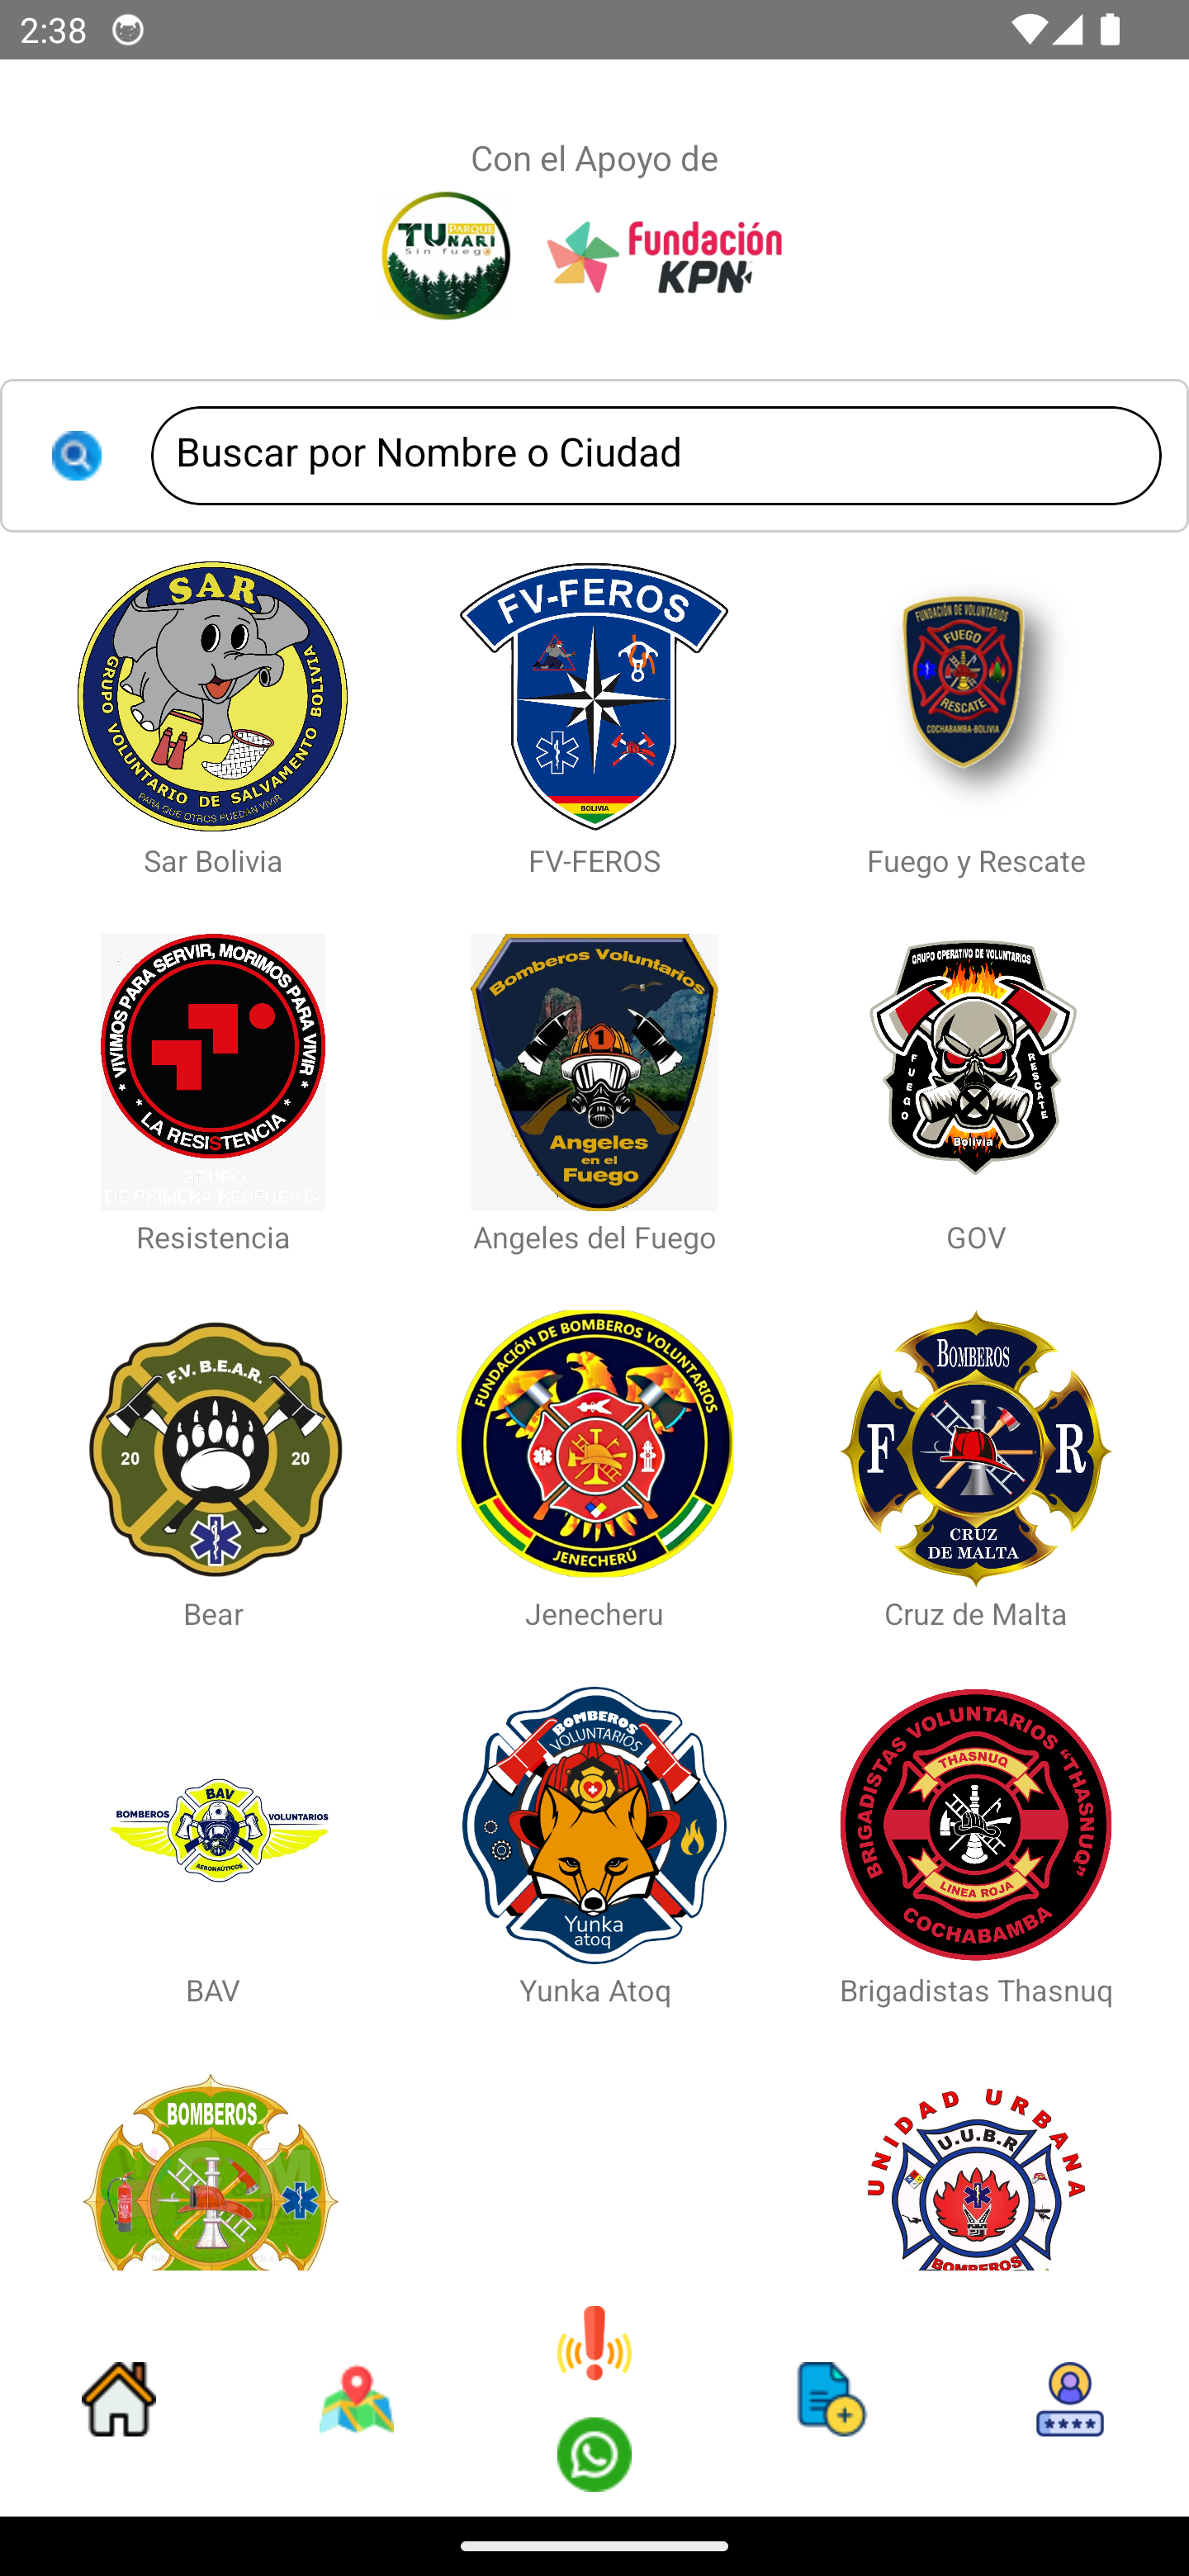 2:38
Con el Apoyo de
TU PARQUE
NARI
Sin fuego
Fundación
KPN
Buscar por Nombre o Ciudad
SAR
GRUPO VOLUNTARIO DE SALVAMENTO BOLIVIA
PARA QUE OTROS PUEDAN VIVIR
Sar Bolivia
FV-FEROS
BOLIVIA
FV-FEROS
FUNDACIÓN DE VOLUNTARIOS
FUEGO
RESCATE
COCHABAMBA-BOLIVIA
Fuego y Rescate
VIVIMOS PARA SERVIR, MORIMOS PARA VIVIR
* * LA RESISTENCIA * *
GRUPO
DE PRIMERA RESPUESTA
Resistencia
Bomberos Voluntarios
1
Angeles
en el
Fuego
Angeles del Fuego
GRUPO OPERATIVO DE VOLUNTARIOS
FUEGO
RESCATE
Bolivia
GOV
F.V. B.E.A.R.
20 20
Bear
FUNDACIÓN DE BOMBEROS VOLUNTARIOS
JENECHERÚ
Jenecheru
BOMBEROS
F R
CRUZ
DE MALTA
Cruz de Malta
BAV
BOMBEROS VOLUNTARIOS
AERONAUTICOS
BAV
BOMBEROS
VOLUNTARIOS
Yunka
atoq
Yunka Atoq
BRIGADISTAS VOLUNTARIOS "THASNUQ"
THASNUQ
LINEA ROJA
COCHABAMBA
Brigadistas Thasnuq
BOMBEROS
UNIDAD URBANA
U.U.B.R
BOMBEROS
****